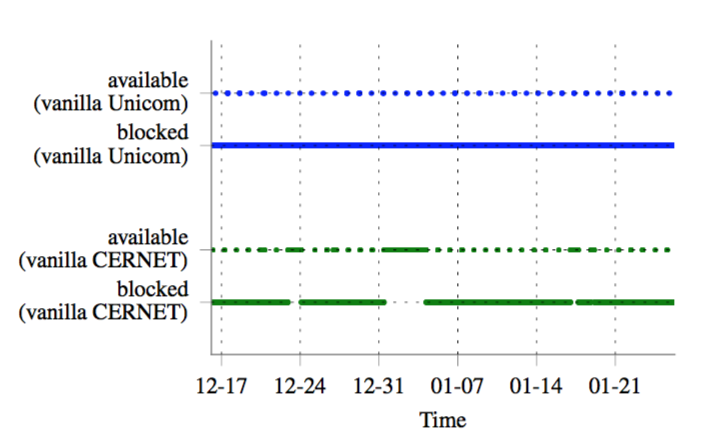 available
(vanilla Unicom)
blocked
(vanilla Unicom)
available
(vanilla CERNET)
blocked
(vanilla CERNET)
12-17 12-24 12-31 01-07 01-14 01-21
Time